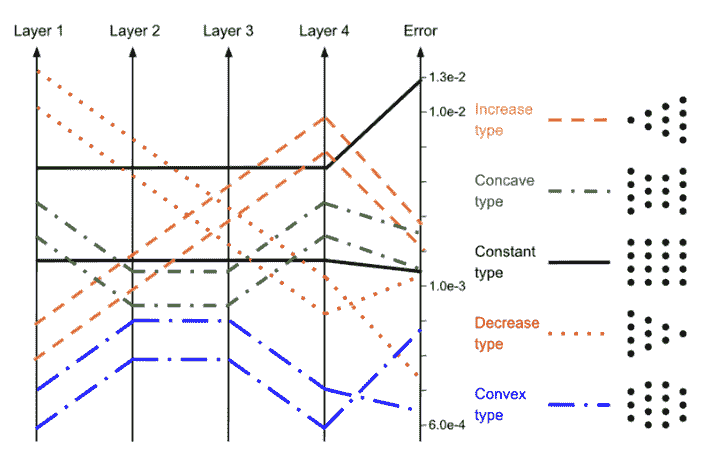 Layer 1 Layer 2 Layer 3 Layer 4 Error
1.3e-2
1.0e-2
1.0e-3
6.0e-4
Increase
type
Concave
type
Constant
type
Decrease
type
Convex
type